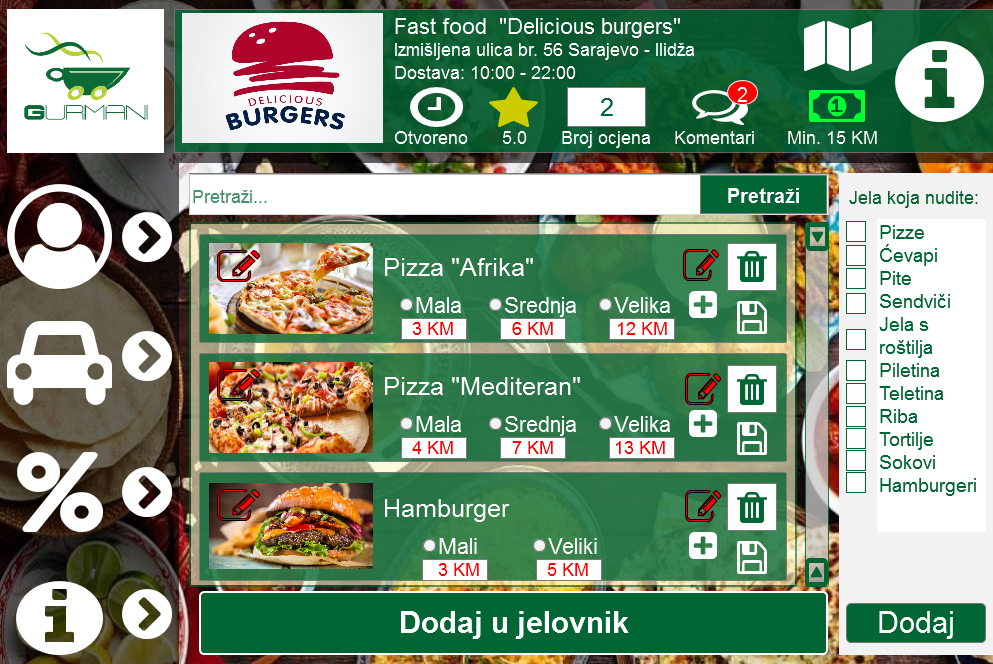 GURMANI
DELICIOUS
BURGERS
Fast food "Delicious burgers"
Izmišljena ulica br. 56 Sarajevo - Ilidža
Dostava: 10:00 - 22:00
Otvoreno
5.0
2
Broj ocjena
2
Komentari
1
Min. 15 KM
Pretraži...
Pretraži
Pizza "Afrika"
Mala Srednja Velika
3 KM 6 KM 12 KM
Pizza "Mediteran"
Mala Srednja Velika
4 KM 7 KM 13 KM
Hamburger
Mali Veliki
3 KM 5 KM
Dodaj u jelovnik
Jela koja nudite:
Pizze
Ćevapi
Pite
Sendviči
Jela s
roštilja
Piletina
Teletina
Riba
Tortilje
Sokovi
Hamburgeri
Dodaj
%